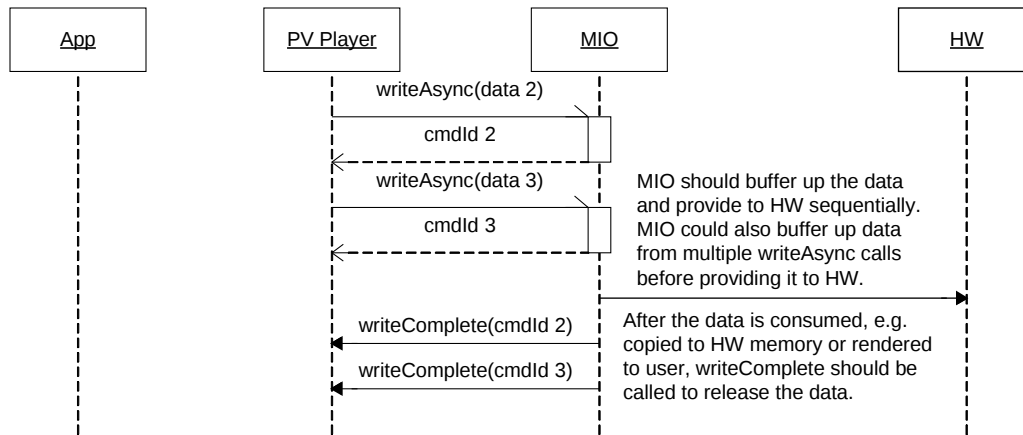 App
PV Player
MIO
HW
writeAsync(data 2)
cmdId 2
writeAsync(data 3)
cmdId 3
MIO should buffer up the data
and provide to HW sequentially.
MIO could also buffer up data
from multiple writeAsync calls
before providing it to HW.
writeComplete(cmdId 2)
writeComplete(cmdId 3)
After the data is consumed, e.g.
copied to HW memory or rendered
to user, writeComplete should be
called to release the data.